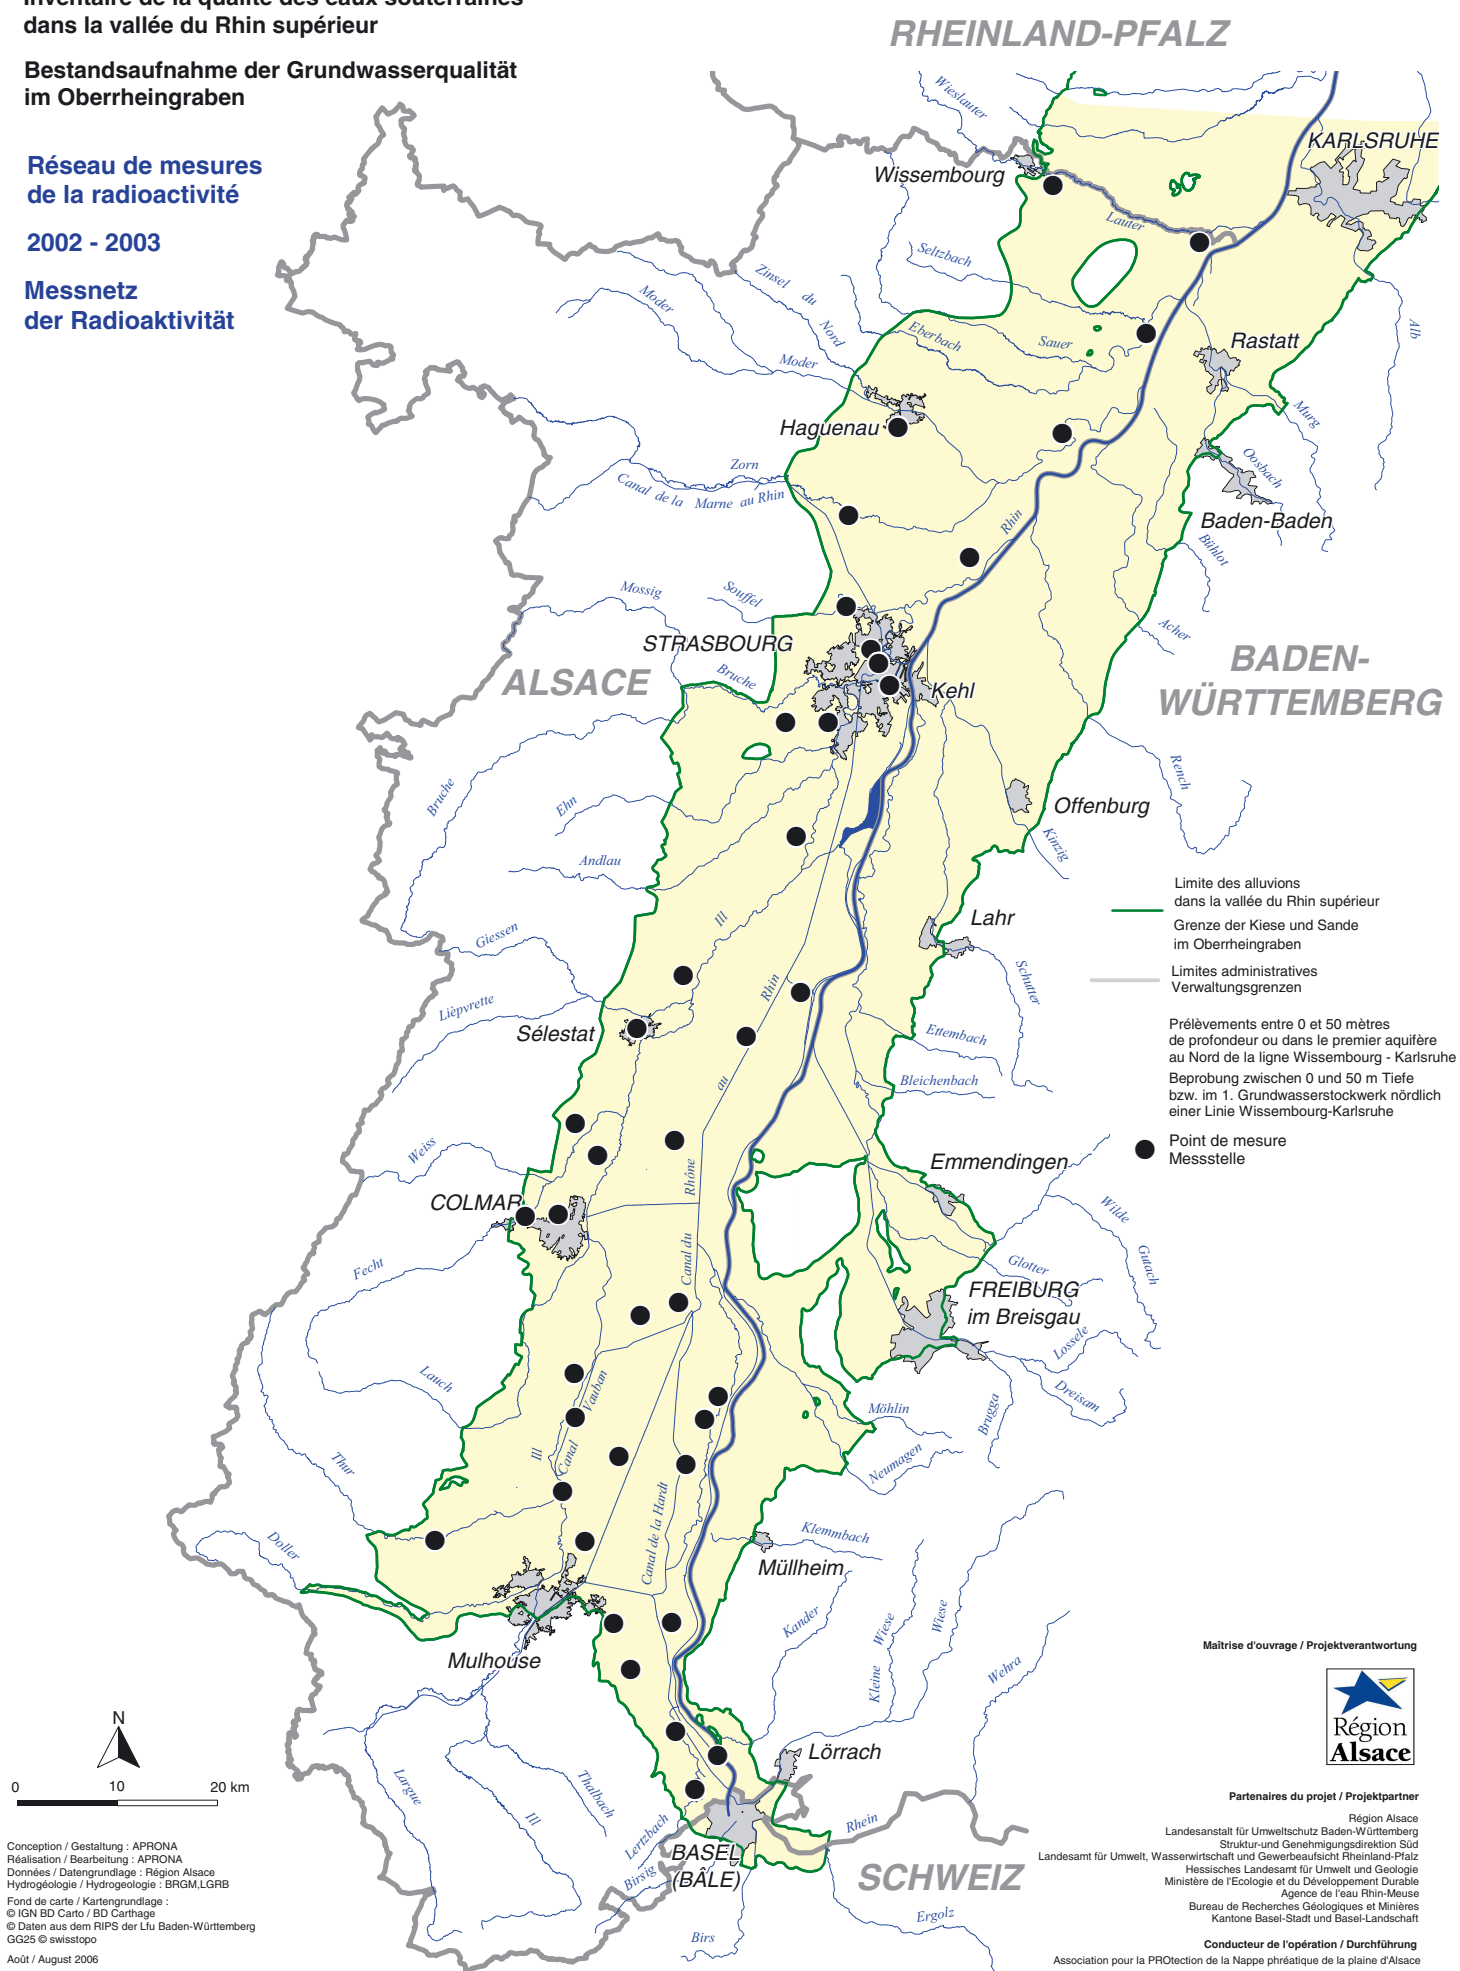 Inventaire de la qualité des eaux souterraines
dans la vallée du Rhin supérieur
Bestandsaufnahme der Grundwasserqualität
im Oberrheingraben
Réseau de mesures
de la radioactivité
2002 - 2003
Messnetz
der Radioaktivität
RHEINLAND-PFALZ
Wieslauter
KARLSRUHE
Wissembourg
Lauter
Seltzbach
Zinsel du Nord
Moder
Eberbach
Sauer
Rastatt
Alb
Moder
Murg
Haguenau
Oosbach
Zorn
Canal de la Marne au Rhin
Rhin
Baden-Baden
Bühlot
Mossig
Souffel
Acher
STRASBOURG
ALSACE
Bruche
Kehl
BADEN-
WÜRTTEMBERG
Rench
Bruche
Ehn
Offenburg
Kinzig
Andlau
Ill
Lahr
Giessen
Schutter
Lièpvrette
Rhin
Sélestat
Ettembach
au
Bleichenbach
Limite des alluvions
dans la vallée du Rhin supérieur
Grenze der Kiese und Sande
im Oberrheingraben
Limites administratives
Verwaltungsgrenzen
Prélèvements entre 0 et 50 mètres
de profondeur ou dans le premier aquifère
au Nord de la ligne Wissembourg - Karlsruhe
Beprobung zwischen 0 und 50 m Tiefe
bzw. im 1. Grundwasserstockwerk nördlich
einer Linie Wissembourg-Karlsruhe
Point de mesure
Messstelle
Weiss
Rhône
Emmendingen
COLMAR
Wilde
Gutach
Fecht
Canal du
Glotter
FREIBURG
im Breisgau
Lossele
Lauch
Vauban
Dreisam
Möhlin
Brugga
Thur
Ill
Canal
Neumagen
Canal de la Hardt
Doller
Klemmbach
Müllheim
Kander
Kleine Wiese
Wiese
Wehra
Mulhouse
Lörrach
Largue
Ill
Thalbach
Lertzbach
Rhein
BASEL
(BÂLE)
Birsig
SCHWEIZ
Birs
Ergolz
N
0 10 20 km
Conception / Gestaltung : APRONA
Réalisation / Bearbeitung : APRONA
Données / Datengrundlage : Région Alsace
Hydrogéologie / Hydrogeologie : BRGM,LGRB
Fond de carte / Kartengrundlage :
© IGN BD Carto / BD Carthage
© Daten aus dem RIPS der Lfu Baden-Württemberg
GG25 © swisstopo
Août / August 2006
Maîtrise d'ouvrage / Projektverantwortung
Région
Alsace
Partenaires du projet / Projektpartner
Région Alsace
Landesanstalt für Umweltschutz Baden-Württemberg
Struktur-und Genehmigungsdirektion Süd
Landesamt für Umwelt, Wasserwirtschaft und Gewerbeaufsicht Rheinland-Pfalz
Hessisches Landesamt für Umwelt und Geologie
Ministère de l'Ecologie et du Développement Durable
Agence de l'eau Rhin-Meuse
Bureau de Recherches Géologiques et Minières
Kantone Basel-Stadt und Basel-Landschaft
Conducteur de l'opération / Durchführung
Association pour la PROtection de la Nappe phréatique de la plaine d'Alsace